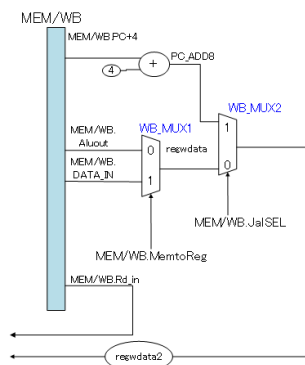 MEM/WB
MEM/WB.PC+4
PC_ADD8
4
+
WB_MUX2
MEM/WB.
Aluout
WB_MUX1
1
MEM/WB.
DATA_IN
0
regwdata
1
0
MEM/WB.JalSEL
MEM/WB.MemtoReg
MEM/WB.Rd_in
regwdata2